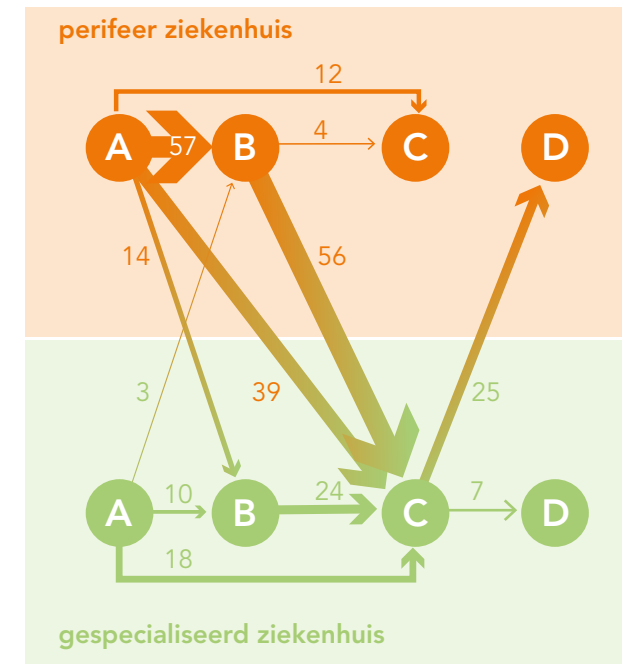 perifeer ziekenhuis
12
A 57 B 4 C D
14 56
3 39 25
A 10 B 24 C 7 D
18
gespecialiseerd ziekenhuis